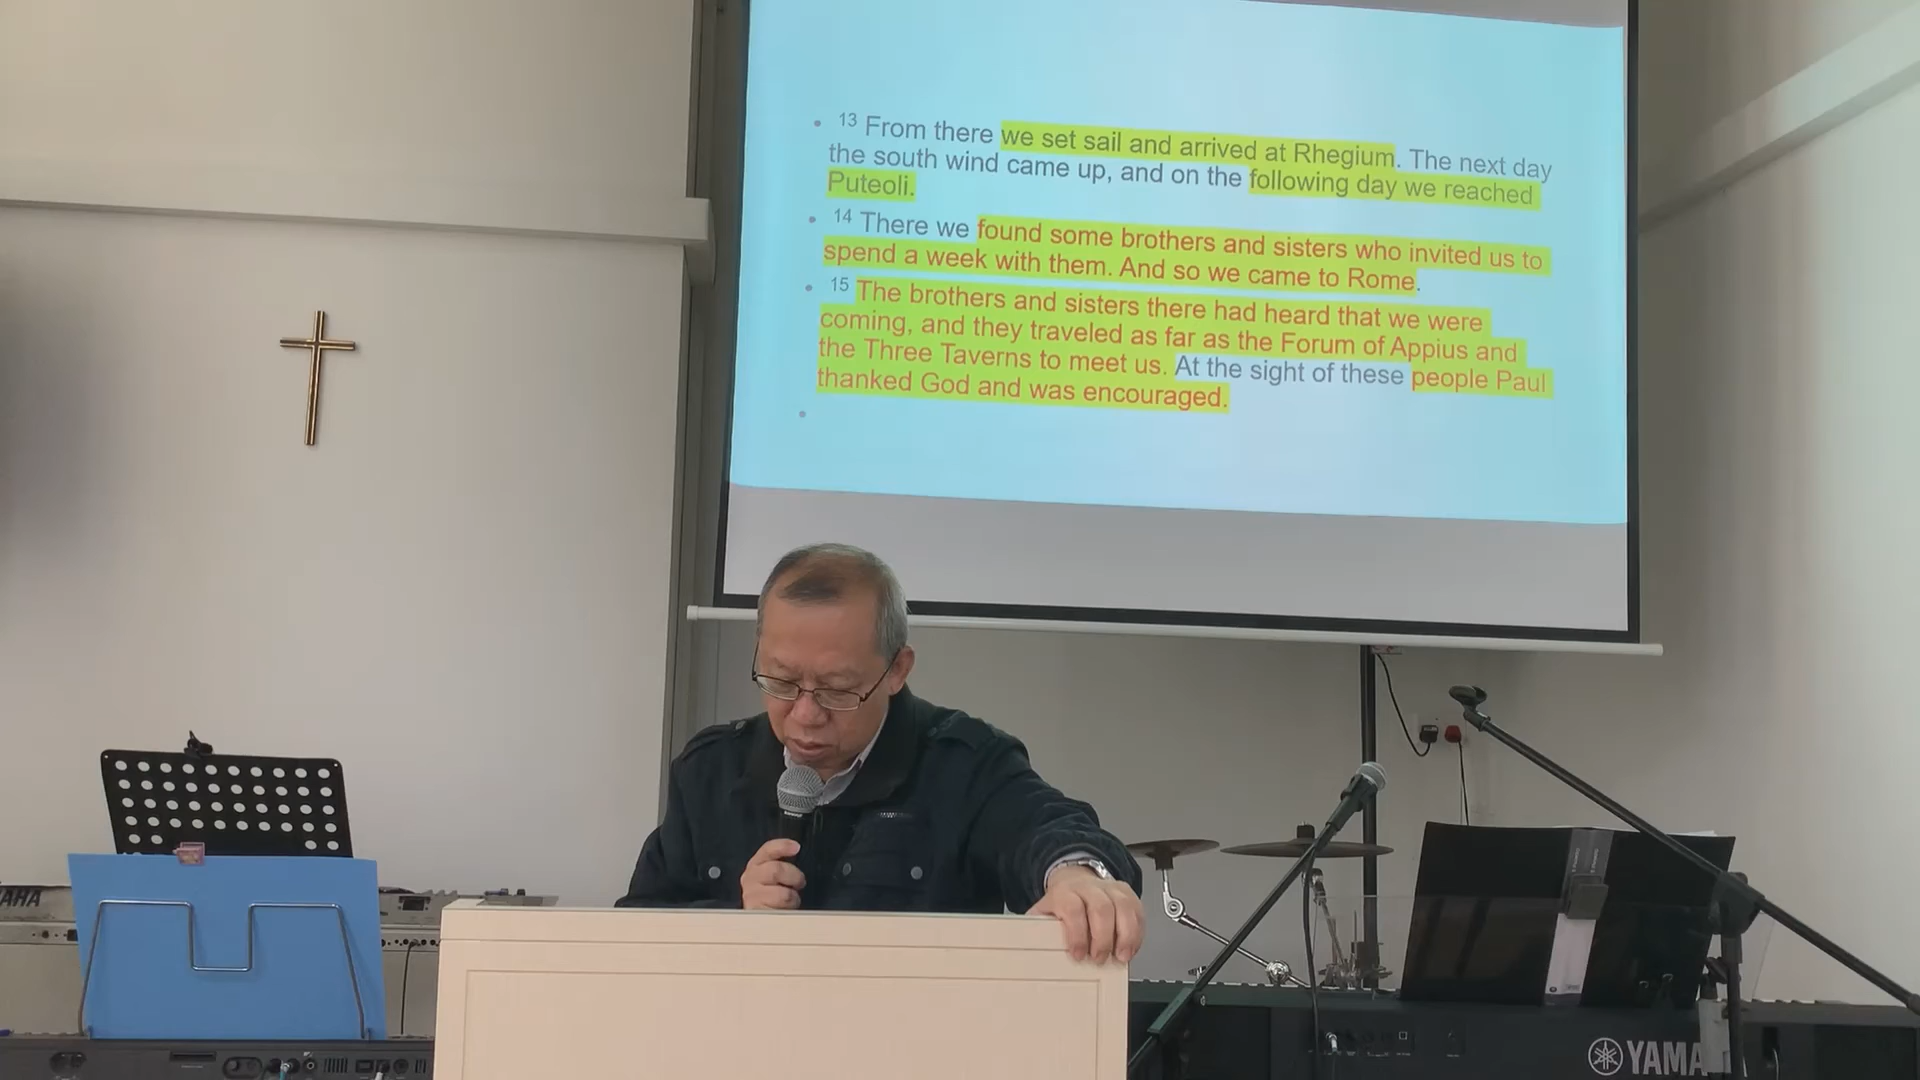 • 13 From there we set sail and arrived at Rhegium. The next day
the south wind came up, and on the following day we reached
Puteoli.
• 14 There we found some brothers and sisters who invited us to
spend a week with them. And so we came to Rome.
• 15 The brothers and sisters there had heard that we were
coming, and they traveled as far as the Forum of Appius and
the Three Taverns to meet us. At the sight of these people Paul
thanked God and was encouraged.
•
AHA
YAMA